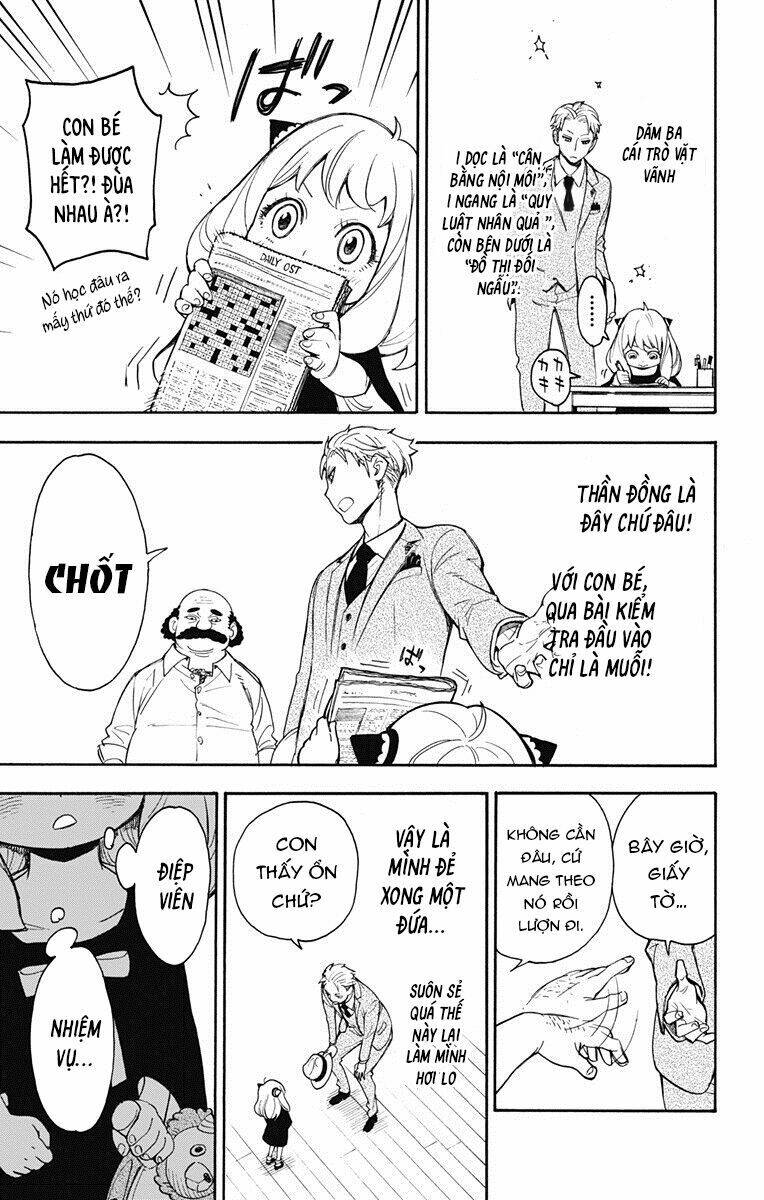 DĂM BA
CÁI TRÒ VẶT
VÃNH
I DỌC LÀ “CÂN
BẰNG NỘI MÔI”,
I NGANG LÀ “QUY
LUẬT NHÂN QUẢ ”,
CÒN BÊN DƯỚI LÀ
“ĐỒ THỊ ĐỐI
NGẪU”.
......
カキ
カキ
ばっ
CON BÉ
LÀM ĐƯỢC
HẾT?! ĐÙA
NHAU À?!
Nó học đâu ra
mấy thứ đó thế?
DAILY OST
THẦN ĐỒNG LÀ
ĐÂY CHỨ ĐÂU!
VỚI CON BÉ,
QUA BÀI KIỂM
TRA ĐẦU VÀO
CHỈ LÀ MUỖI!
ばっ
CHỐT
BÂY GIỜ,
GIẤY
TỜ...
KHÔNG CẦN
ĐÂU, CỨ
MANG THEO
NÓ RỒI
LƯỢN ĐI.
VẬY LÀ
MÌNH ĐẺ
XONG MỘT
ĐỨA...
CON
THẤY ỔN
CHỨ?
SUÔN SẺ
QUÁ THẾ
NÀY LẠI
LÀM MÌNH
HƠI LO
ĐIỆP
VIÊN
NHIỆM
VỤ...